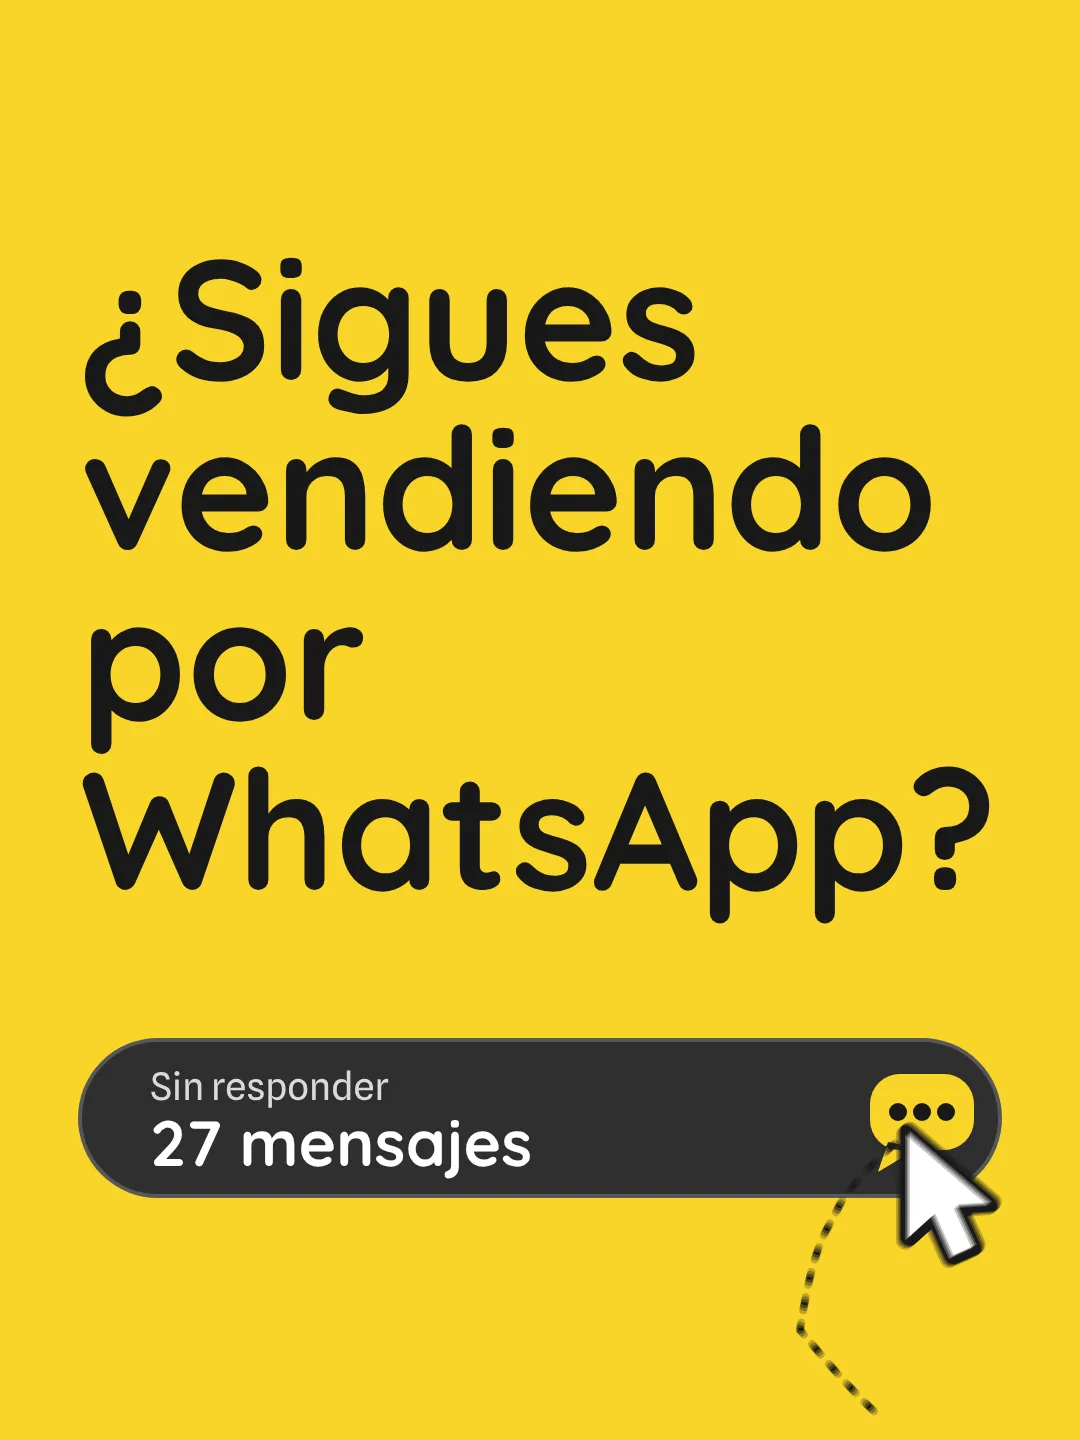 ¿Sigues
vendiendo
por
WhatsApp?
Sin responder
27 mensajes